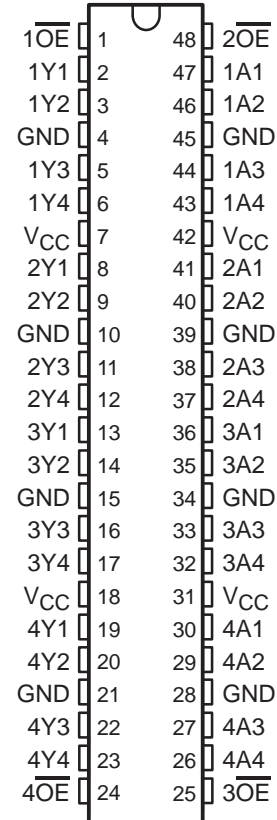 1O̅E̅ 1 48 2O̅E̅
1Y1 2 47 1A1
1Y2 3 46 1A2
GND 4 45 GND
1Y3 5 44 1A3
1Y4 6 43 1A4
VCC 7 42 VCC
2Y1 8 41 2A1
2Y2 9 40 2A2
GND 10 39 GND
2Y3 11 38 2A3
2Y4 12 37 2A4
3Y1 13 36 3A1
3Y2 14 35 3A2
GND 15 34 GND
3Y3 16 33 3A3
3Y4 17 32 3A4
VCC 18 31 VCC
4Y1 19 30 4A1
4Y2 20 29 4A2
GND 21 28 GND
4Y3 22 27 4A3
4Y4 23 26 4A4
4O̅E̅ 24 25 3O̅E̅